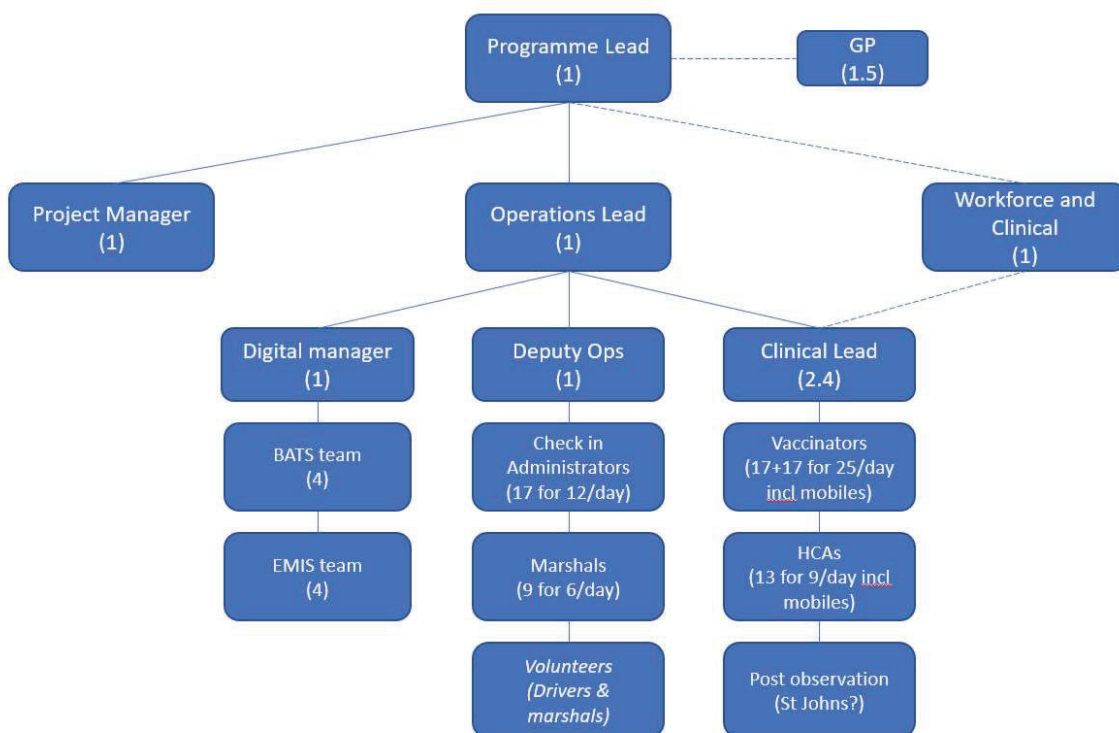 Programme Lead
(1)
GP
(1.5)
Project Manager
(1)
Operations Lead
(1)
Workforce and
Clinical
(1)
Digital manager
(1)
Deputy Ops
(1)
Clinical Lead
(2.4)
BATS team
(4)
Check in
Administrators
(17 for 12/day)
Vaccinators
(17+17 for 25/day
incl mobiles)
EMIS team
(4)
Marshals
(9 for 6/day)
HCAs
(13 for 9/day incl
mobiles)
Volunteers
(Drivers &
marshals)
Post observation
(St Johns?)